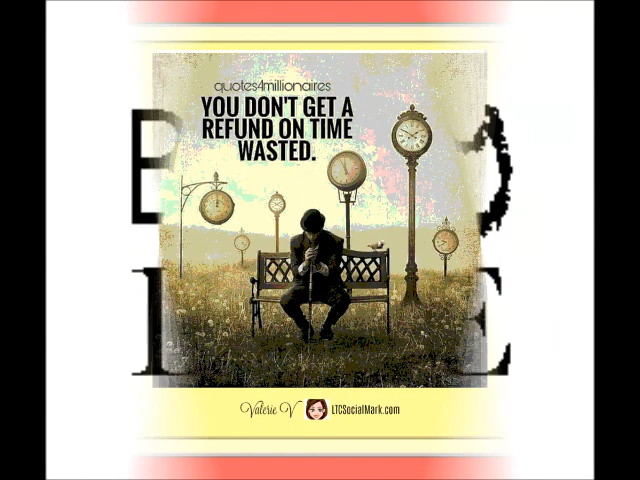 quotes4millionaires
YOU DON'T GET A
REFUND ON TIME
WASTED.
Valerie V LTCSocialMark.com